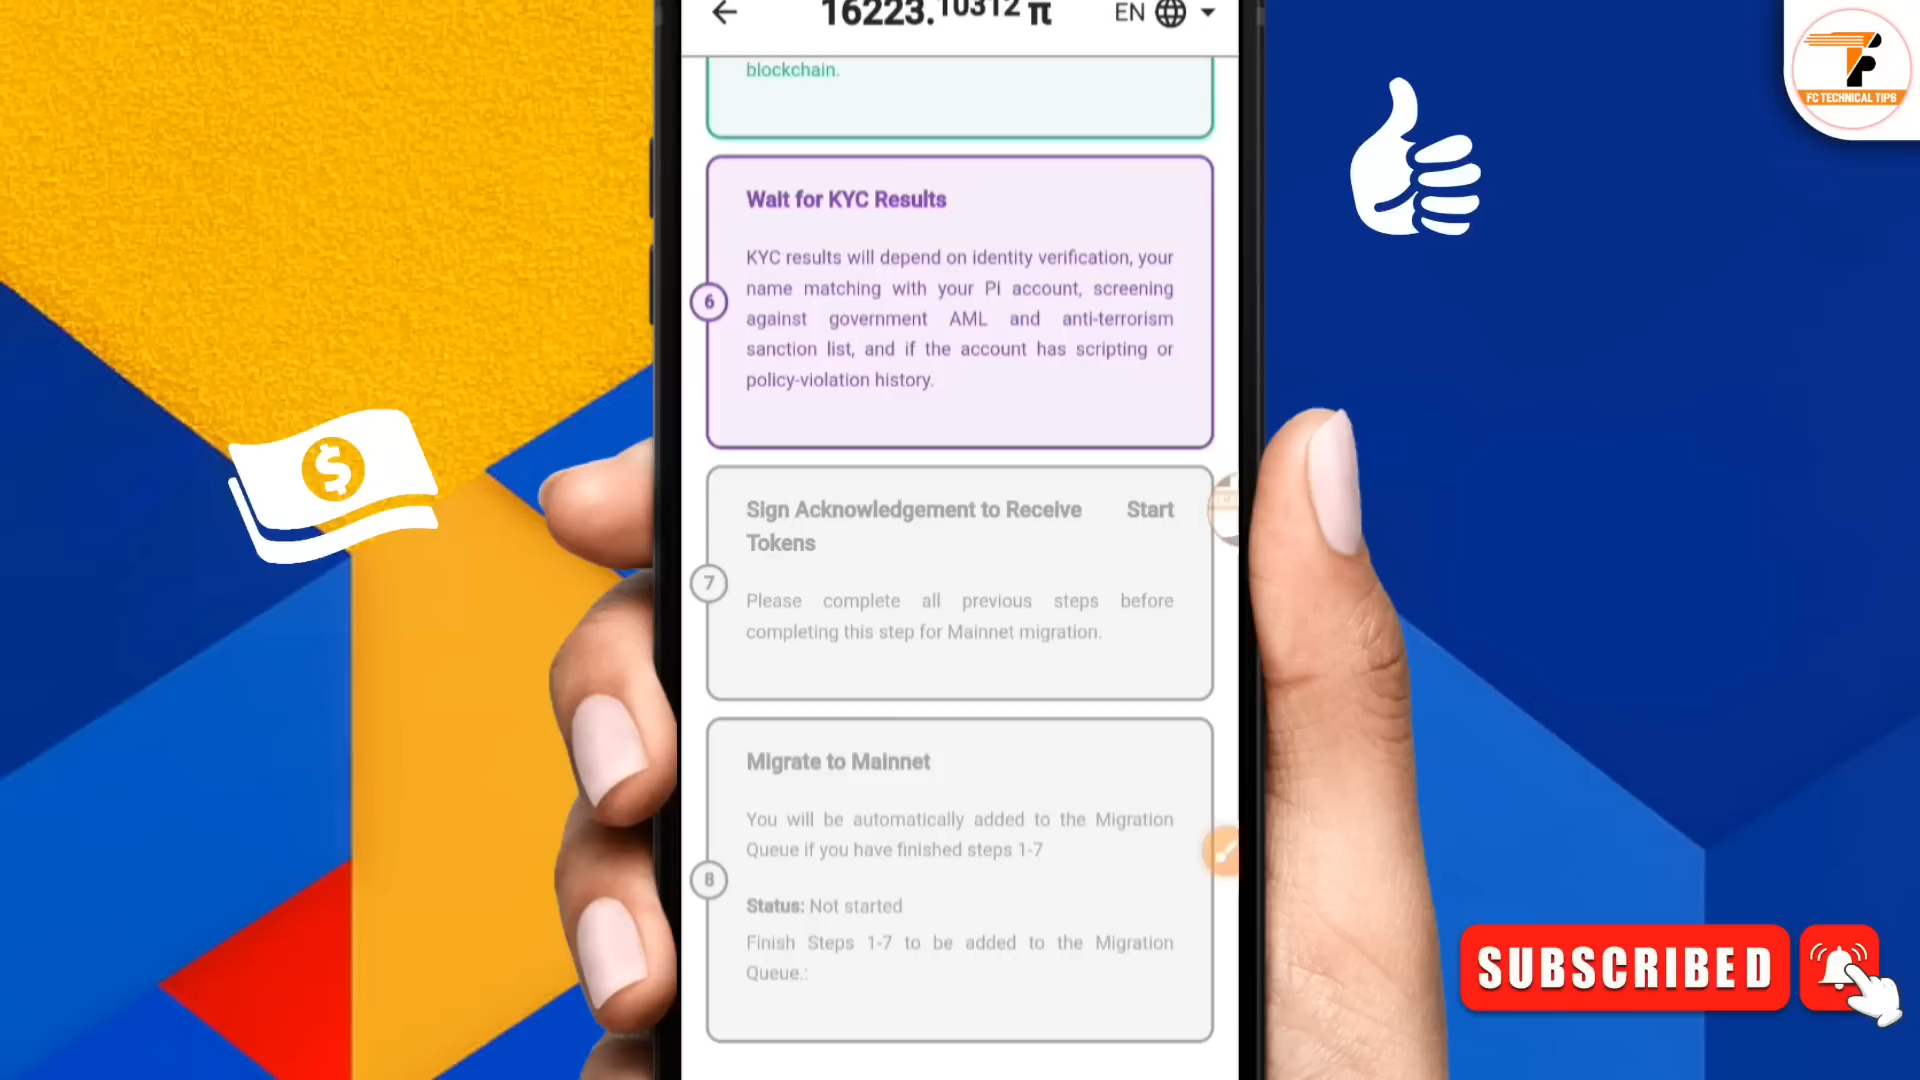 16223.10312 π
EN
blockchain.
Wait for KYC Results
KYC results will depend on identity verification, your
name matching with your Pi account, screening
against government AML and anti-terrorism
sanction list, and if the account has scripting or
policy-violation history.
6
Sign Acknowledgement to Receive Start
Tokens
7
Please complete all previous steps before
completing this step for Mainnet migration.
Migrate to Mainnet
You will be automatically added to the Migration
Queue if you have finished steps 1-7
8
Status: Not started
Finish Steps 1-7 to be added to the Migration
Queue.:
FC TECHNICAL TIPS
$
SUBSCRIBED